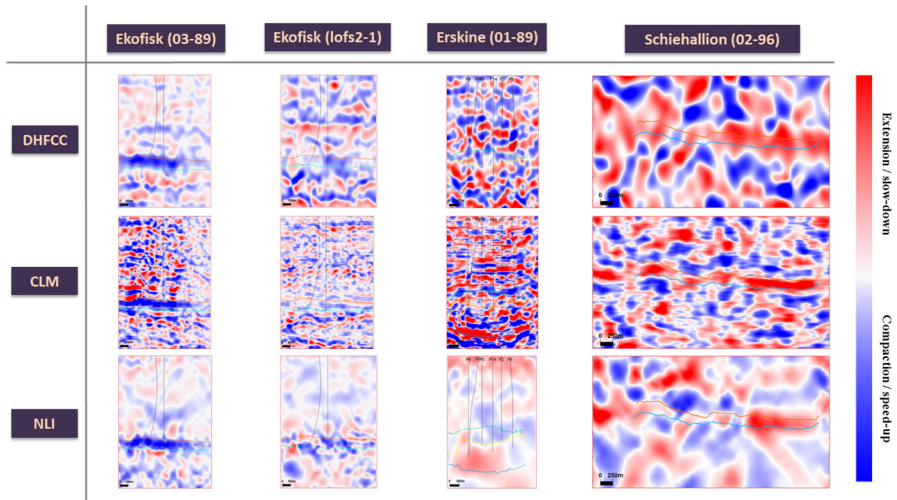 Ekofisk (03-89)
Ekofisk (lofs2-1)
Erskine (01-89)
Schiehallion (02-96)
DHFCC
0 250m
CLM
0 250m
NLI
0 250m
Extension / slow-down
Compaction / speed-up